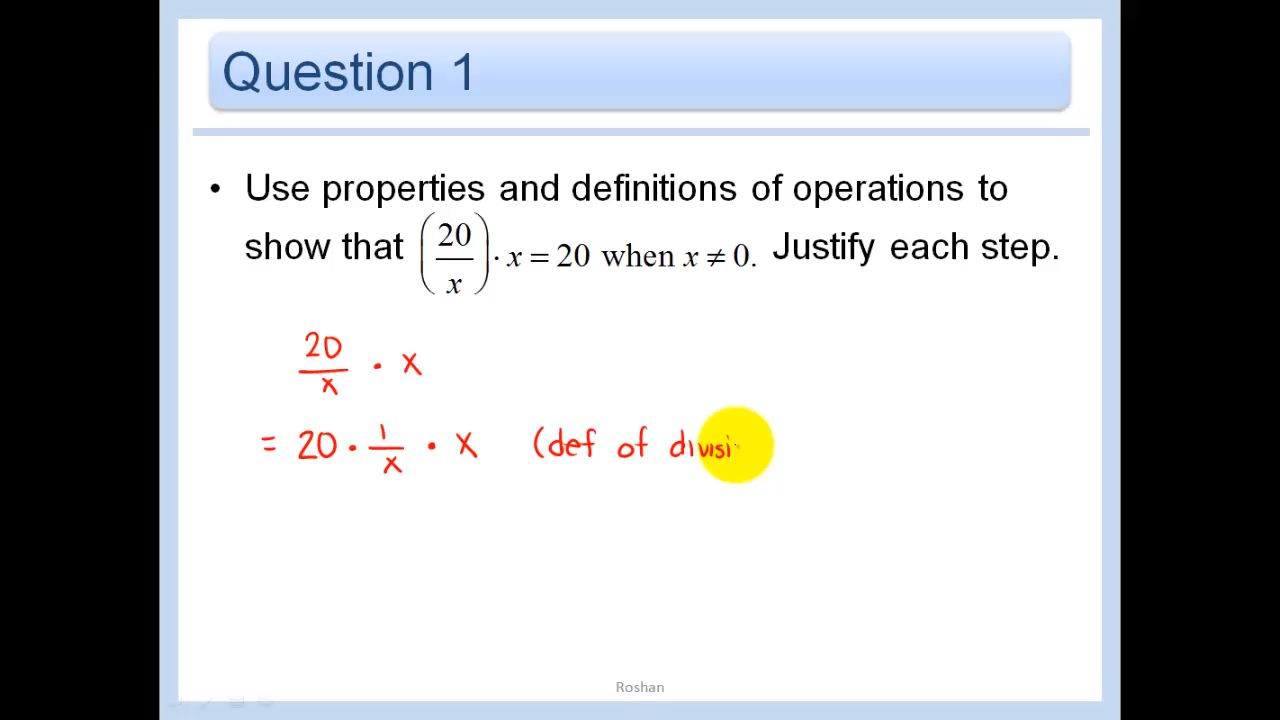 Question 1
• Use properties and definitions of operations to
show that (20/x) · x = 20 when x ≠ 0. Justify each step.
20/x · x
= 20 · 1/x · x (def of divisi
Roshan